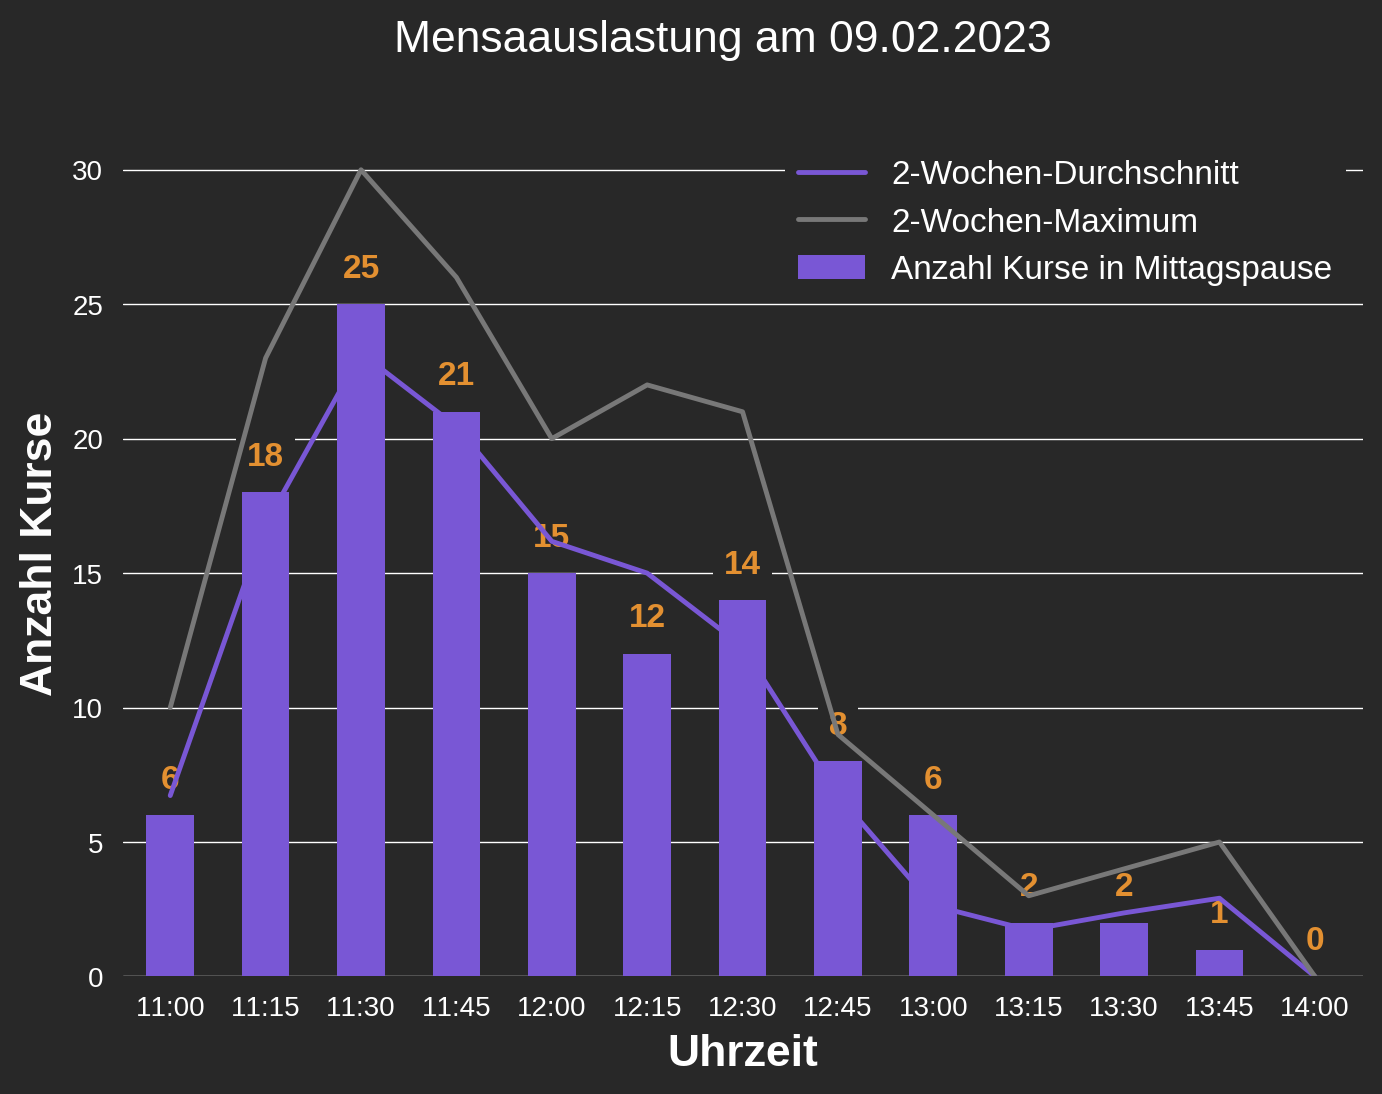 Mensaauslastung am 09.02.2023
2-Wochen-Durchschnitt
2-Wochen-Maximum
Anzahl Kurse in Mittagspause
Anzahl Kurse
30
25
20
15
10
5
0
6
18
25
21
15
12
14
8
6
2
2
1
0
11:00 11:15 11:30 11:45 12:00 12:15 12:30 12:45 13:00 13:15 13:30 13:45 14:00
Uhrzeit